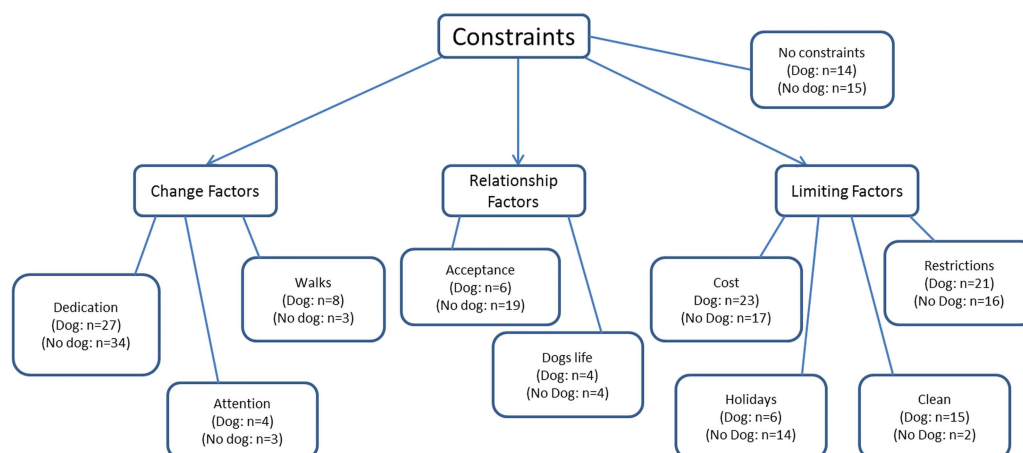 Constraints
No constraints
(Dog: n=14)
(No dog: n=15)
Change Factors
Relationship
Factors
Limiting Factors
Dedication
(Dog: n=27)
(No dog: n=34)
Attention
(Dog: n=4)
(No dog: n=3)
Walks
(Dog: n=8)
(No dog: n=3)
Acceptance
(Dog: n=6)
(No dog: n=19)
Dogs life
(Dog: n=4)
(No Dog: n=4)
Cost
Dog: n=23)
(No Dog: n=17)
Holidays
(Dog: n=6)
(No Dog: n=14)
Clean
(Dog: n=15)
(No Dog: n=2)
Restrictions
(Dog: n=21)
(No Dog: n=16)